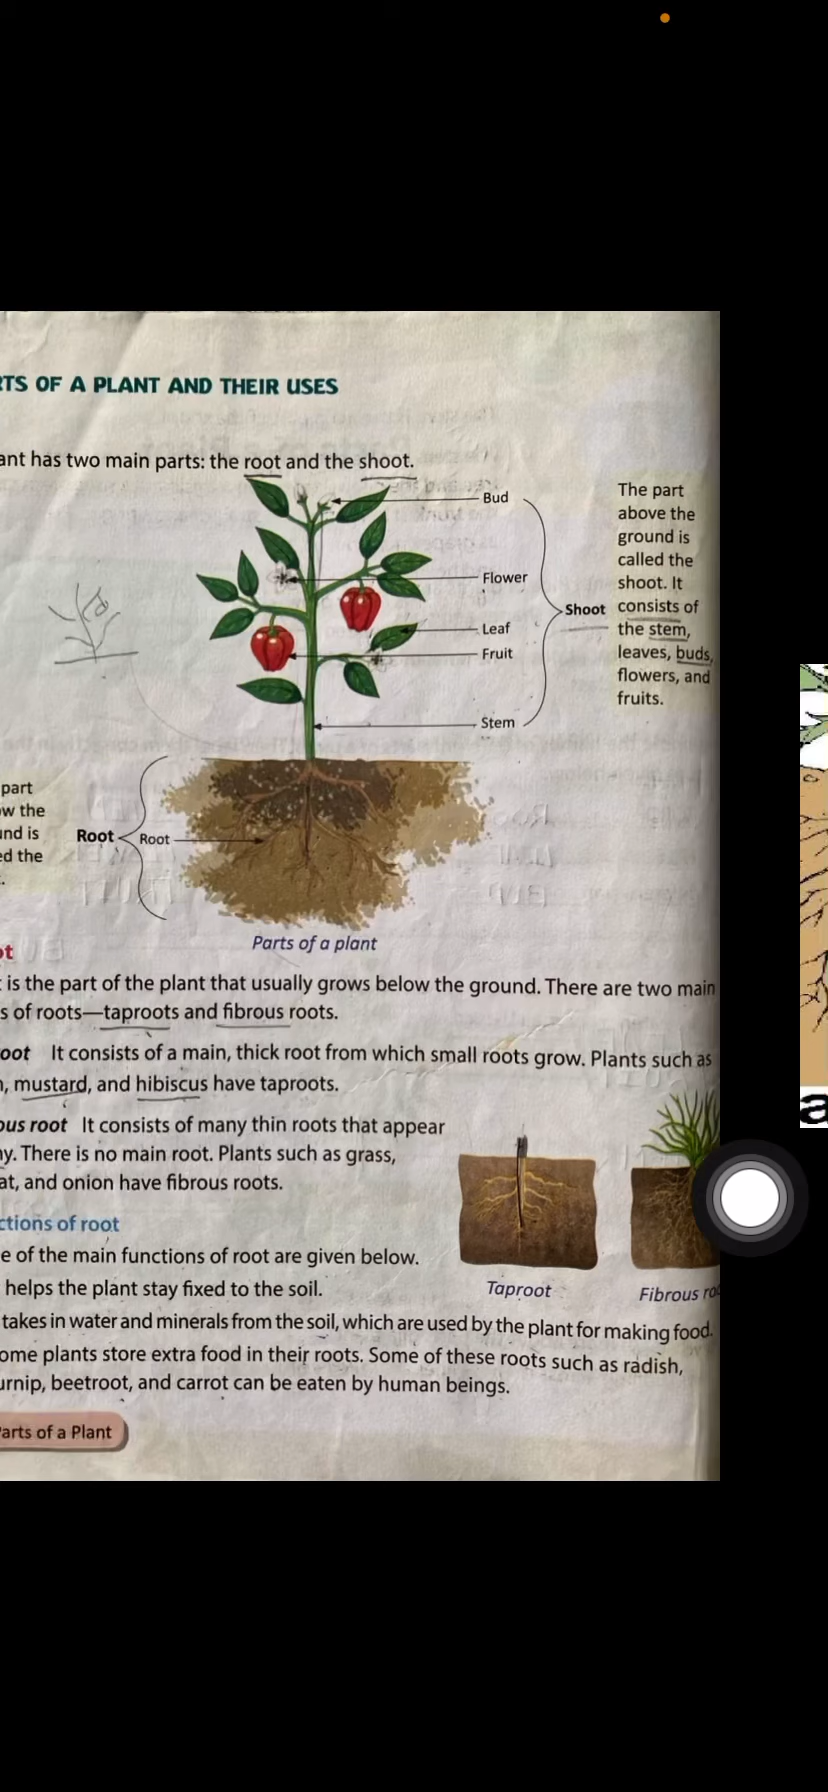 RTS OF A PLANT AND THEIR USES
ant has two main parts: the root and the shoot.
Bud
Flower
Leaf
Fruit
Stem
Shoot
The part
above the
ground is
called the
shoot. It
consists of
the stem,
leaves, buds,
flowers, and
fruits.
part
w the
und is
ed the
Root
Root
Parts of a plant
ot
is the part of the plant that usually grows below the ground. There are two main
s of roots—taproots and fibrous roots.
oot It consists of a main, thick root from which small roots grow. Plants such as
, mustard, and hibiscus have taproots.
ous root It consists of many thin roots that appear
y. There is no main root. Plants such as grass,
at, and onion have fibrous roots.
ctions of root
e of the main functions of root are given below.
helps the plant stay fixed to the soil.
takes in water and minerals from the soil, which are used by the plant for making food.
ome plants store extra food in their roots. Some of these roots such as radish,
urnip, beetroot, and carrot can be eaten by human beings.
Taproot
Fibrous ro
arts of a Plant
a